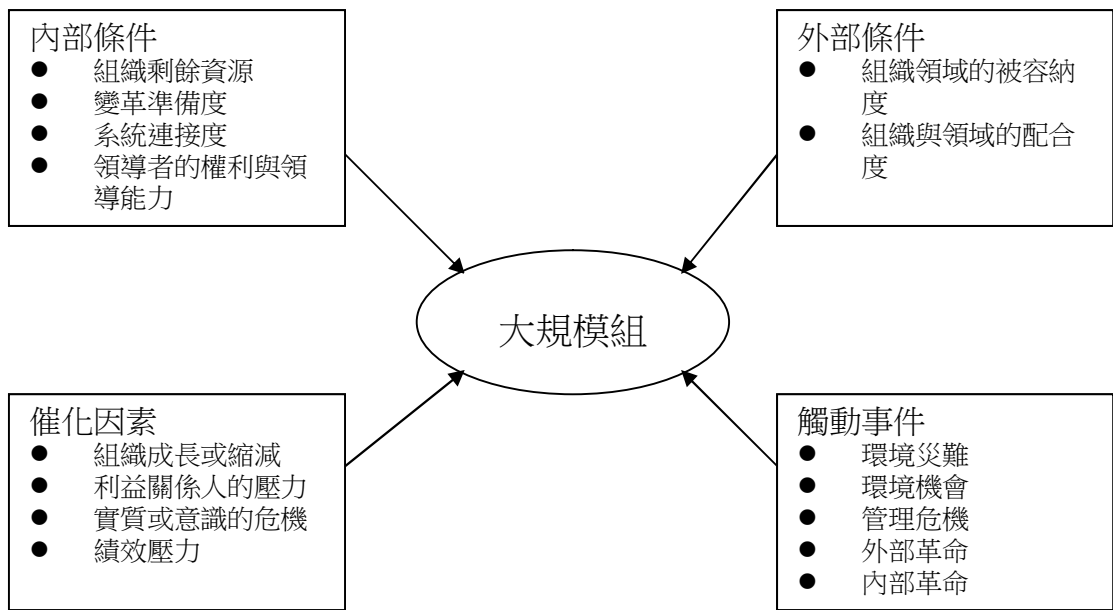 內部條件
● 組織剩餘資源
● 變革準備度
● 系統連接度
● 領導者的權利與領
導能力
外部條件
● 組織領域的被容納
度
● 組織與領域的配合
度
大規模組
催化因素
● 組織成長或縮減
● 利益關係人的壓力
● 實質或意識的危機
● 績效壓力
觸動事件
● 環境災難
● 環境機會
● 管理危機
● 外部革命
● 內部革命